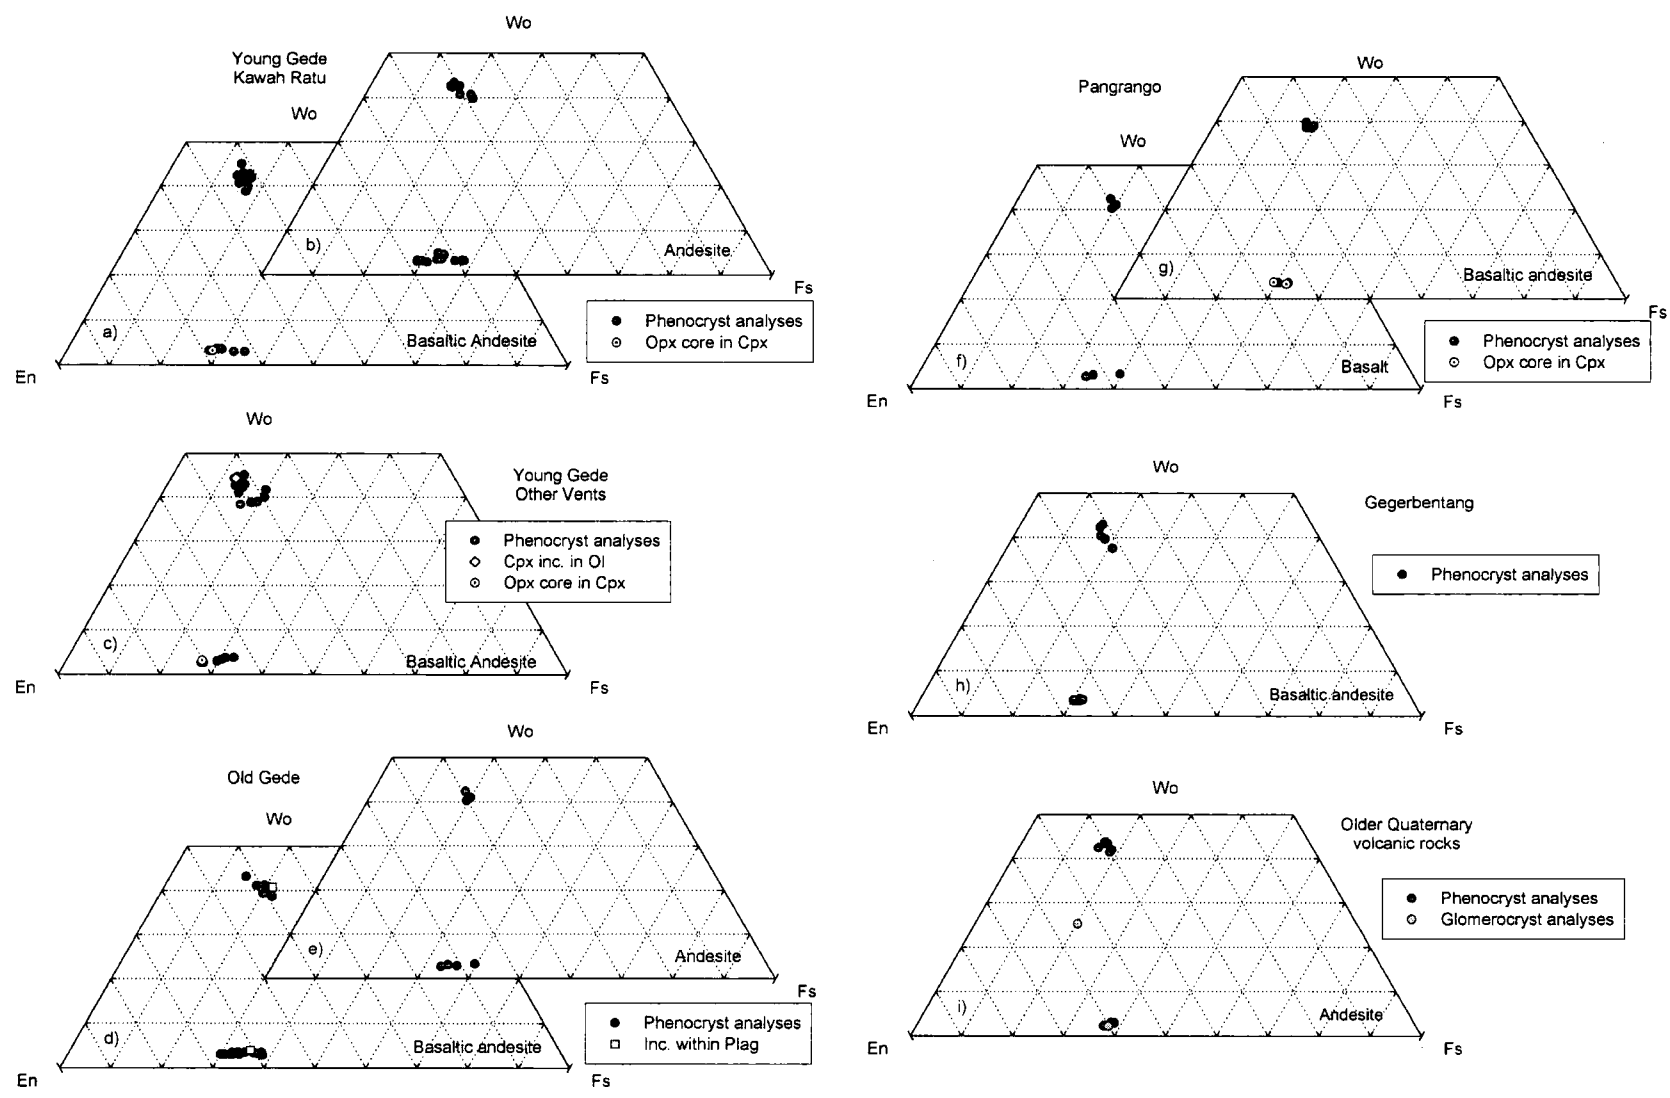 Wo
Young Gede
Kawah Ratu
Wo
b)
Andesite
Fs
a)
Basaltic Andesite
En
Fs
Phenocryst analyses
Opx core in Cpx
Wo
Young Gede
Other Vents
Phenocryst analyses
Cpx inc. in Ol
Opx core in Cpx
c)
Basaltic Andesite
En
Fs
Wo
Old Gede
Wo
e)
Andesite
Fs
d)
Basaltic andesite
En
Fs
Phenocryst analyses
Inc. within Plag
Wo
Pangrango
Wo
g)
Basaltic andesite
Fs
f)
Basalt
En
Fs
Phenocryst analyses
Opx core in Cpx
Wo
Gegerbentang
Phenocryst analyses
h)
Basaltic andesite
En
Fs
Wo
Older Quaternary
volcanic rocks
Phenocryst analyses
Glomerocryst analyses
i)
Andesite
En
Fs